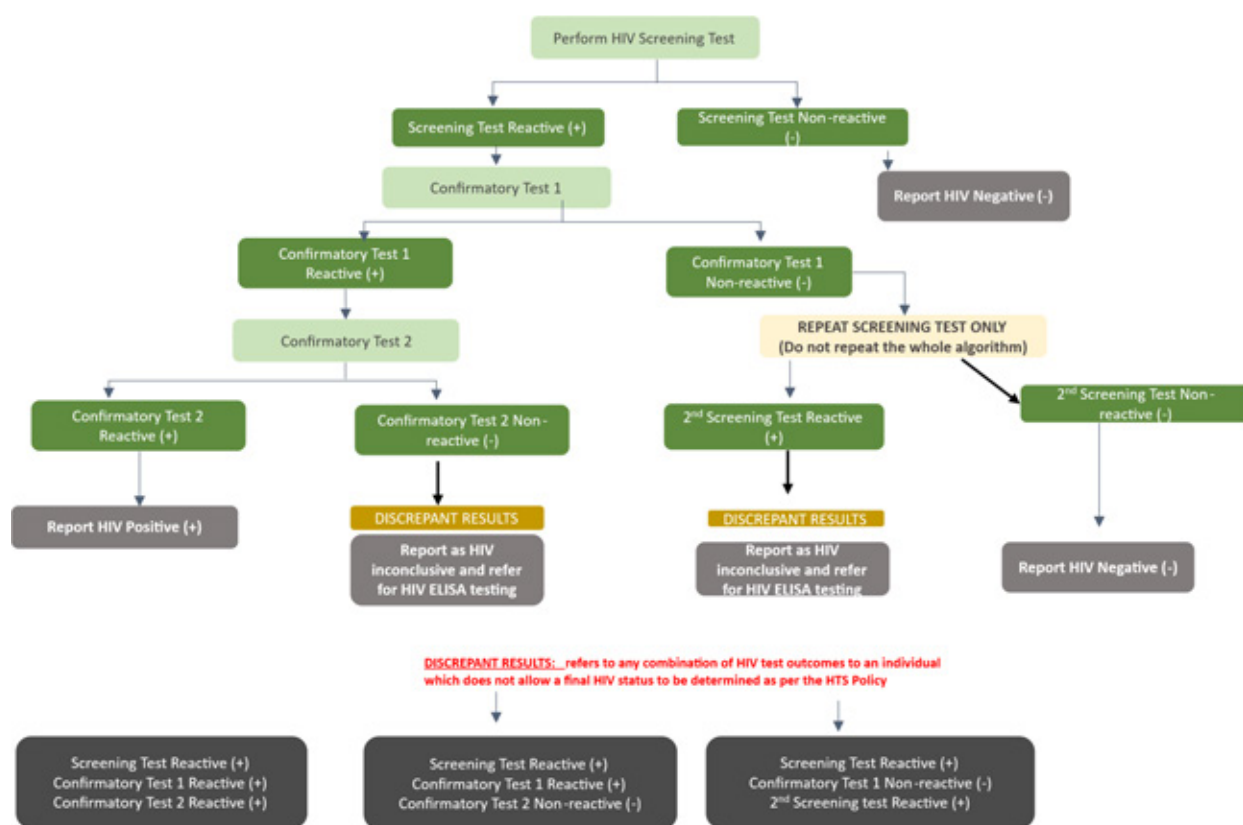 Perform HIV Screening Test
Screening Test Reactive (+)
Screening Test Non-reactive
(-)
Confirmatory Test 1
Report HIV Negative (-)
Confirmatory Test 1
Reactive (+)
Confirmatory Test 1
Non-reactive (-)
Confirmatory Test 2
REPEAT SCREENING TEST ONLY
(Do not repeat the whole algorithm)
Confirmatory Test 2
Reactive (+)
Confirmatory Test 2 Non-
reactive (-)
2nd Screening Test Reactive
(+)
2nd Screening Test Non-
reactive (-)
Report HIV Positive (+)
DISCREPANT RESULTS
Report as HIV
inconclusive and refer
for HIV ELISA testing
DISCREPANT RESULTS
Report as HIV
inconclusive and refer
for HIV ELISA testing
Report HIV Negative (-)
DISCREPANT RESULTS: refers to any combination of HIV test outcomes to an individual
which does not allow a final HIV status to be determined as per the HTS Policy
Screening Test Reactive (+)
Confirmatory Test 1 Reactive (+)
Confirmatory Test 2 Reactive (+)
Screening Test Reactive (+)
Confirmatory Test 1 Reactive (+)
Confirmatory Test 2 Non-reactive (-)
Screening Test Reactive (+)
Confirmatory Test 1 Non-reactive (-)
2nd Screening test Reactive (+)